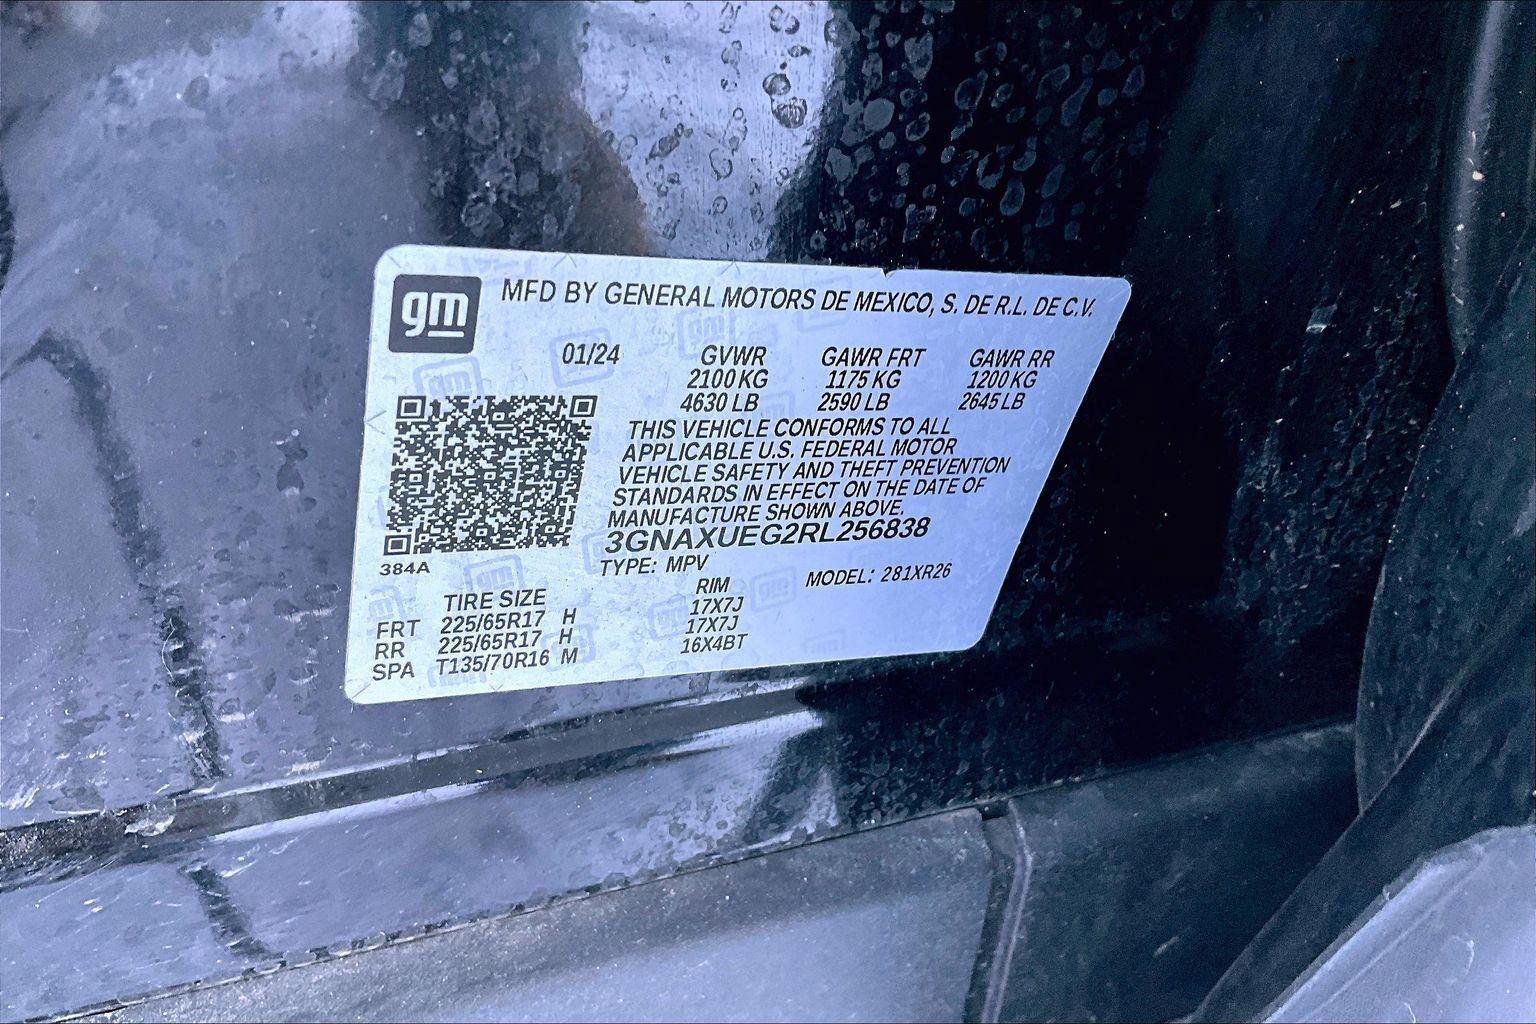 gm MFD BY GENERAL MOTORS DE MEXICO, S. DE R.L. DE C.V.
01/24 GVWR GAWR FRT GAWR RR
2100 KG 1175 KG 1200 KG
4630 LB 2590 LB 2645 LB
THIS VEHICLE CONFORMS TO ALL
APPLICABLE U.S. FEDERAL MOTOR
VEHICLE SAFETY AND THEFT PREVENTION
STANDARDS IN EFFECT ON THE DATE OF
MANUFACTURE SHOWN ABOVE.
3GNAXUEG2RL256838
384A TYPE: MPV MODEL: 281XR26
TIRE SIZE RIM
FRT 225/65R17 H 17X7J
RR 225/65R17 H 17X7J
SPA T135/70R16 M 16X4BT